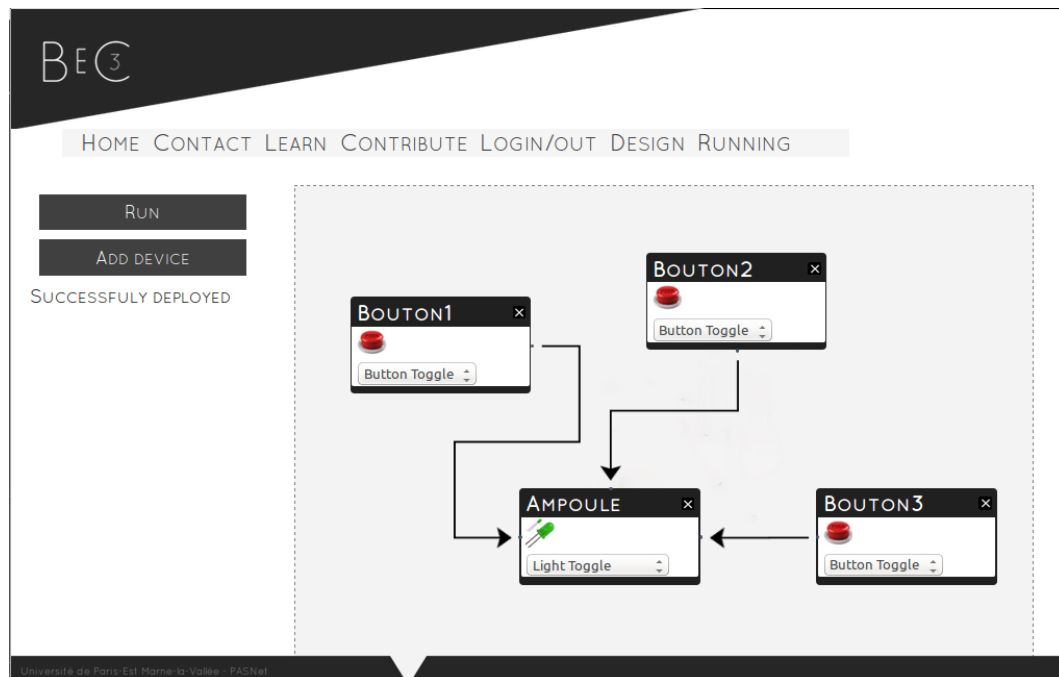 BeC3
Home Contact Learn Contribute Login/out Design Running
Run
Add device
Successfuly deployed
Bouton1
Button Toggle
Bouton2
Button Toggle
Ampoule
Light Toggle
Bouton3
Button Toggle
Université de Paris-Est Marne-la-Vallée - PASNet